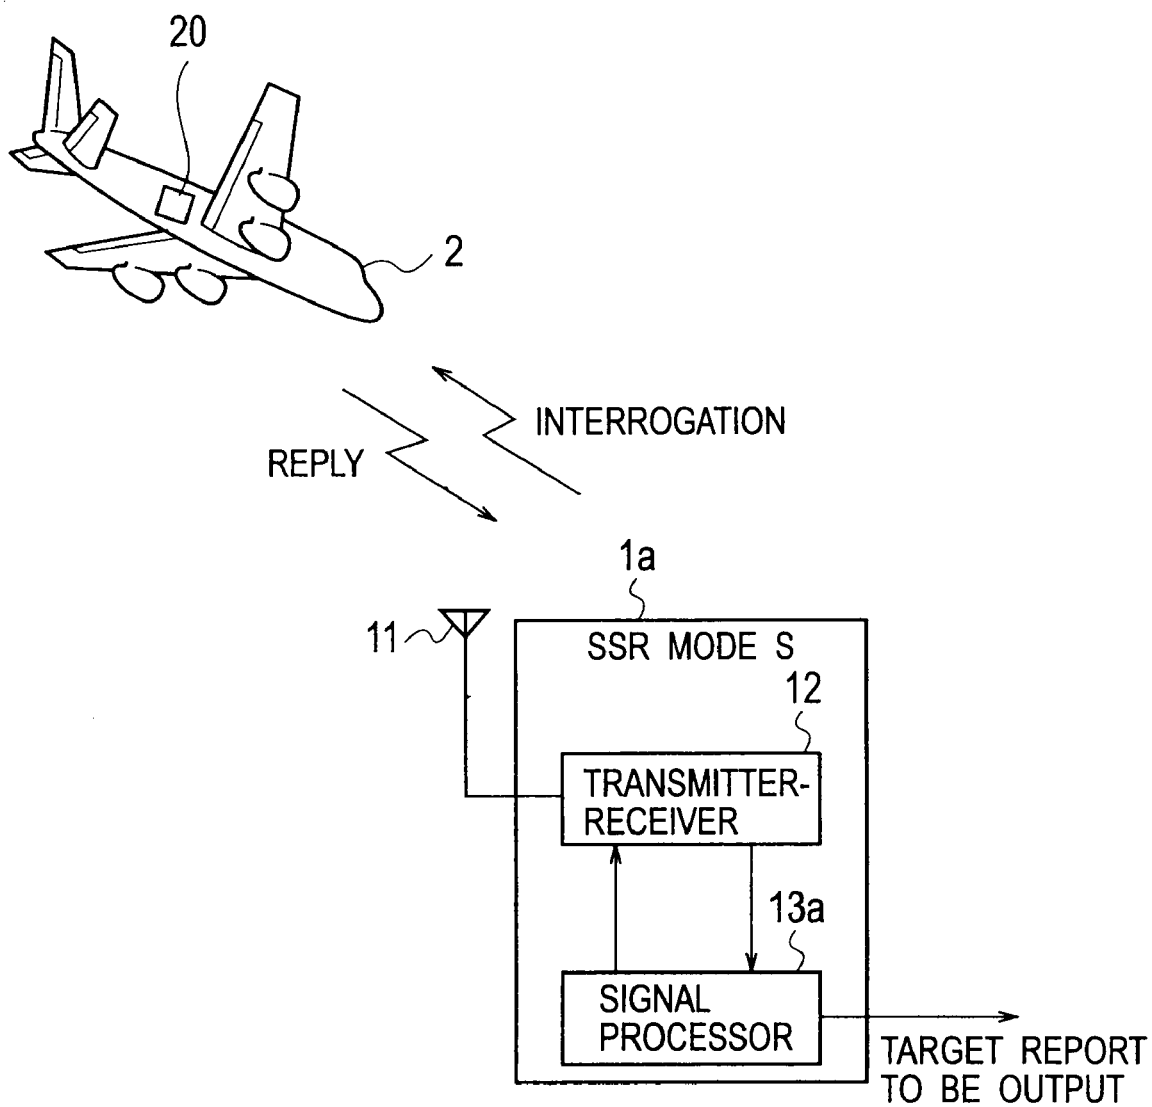 20
2
INTERROGATION
REPLY
1a
11
SSR MODE S
12
TRANSMITTER-
RECEIVER
13a
SIGNAL
PROCESSOR
TARGET REPORT
TO BE OUTPUT